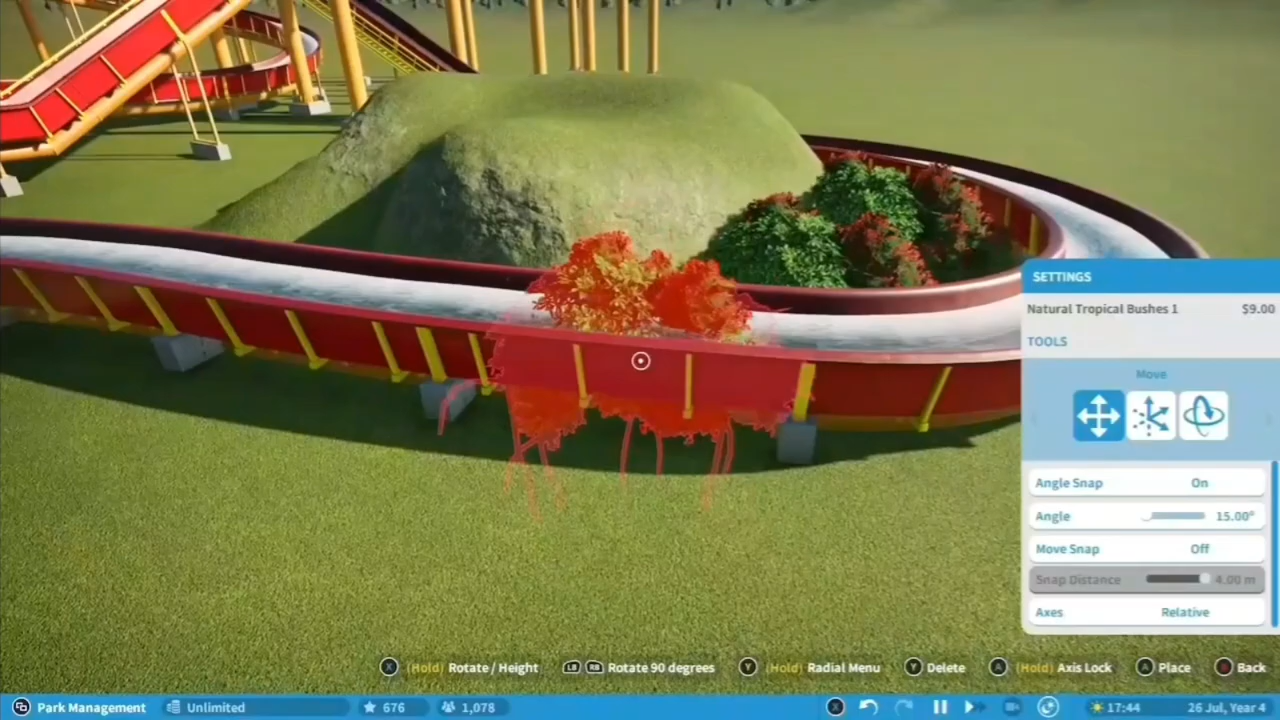 SETTINGS
Natural Tropical Bushes 1 $9.00
TOOLS
Move
Angle Snap On
Angle 15.00°
Move Snap Off
Snap Distance 4.00 m
Axes Relative
X (Hold) Rotate / Height LB RB Rotate 90 degrees Y (Hold) Radial Menu Y Delete A (Hold) Axis Lock A Place B Back
Park Management Unlimited 676 1,078 X 17:44 26 Jul, Year 4